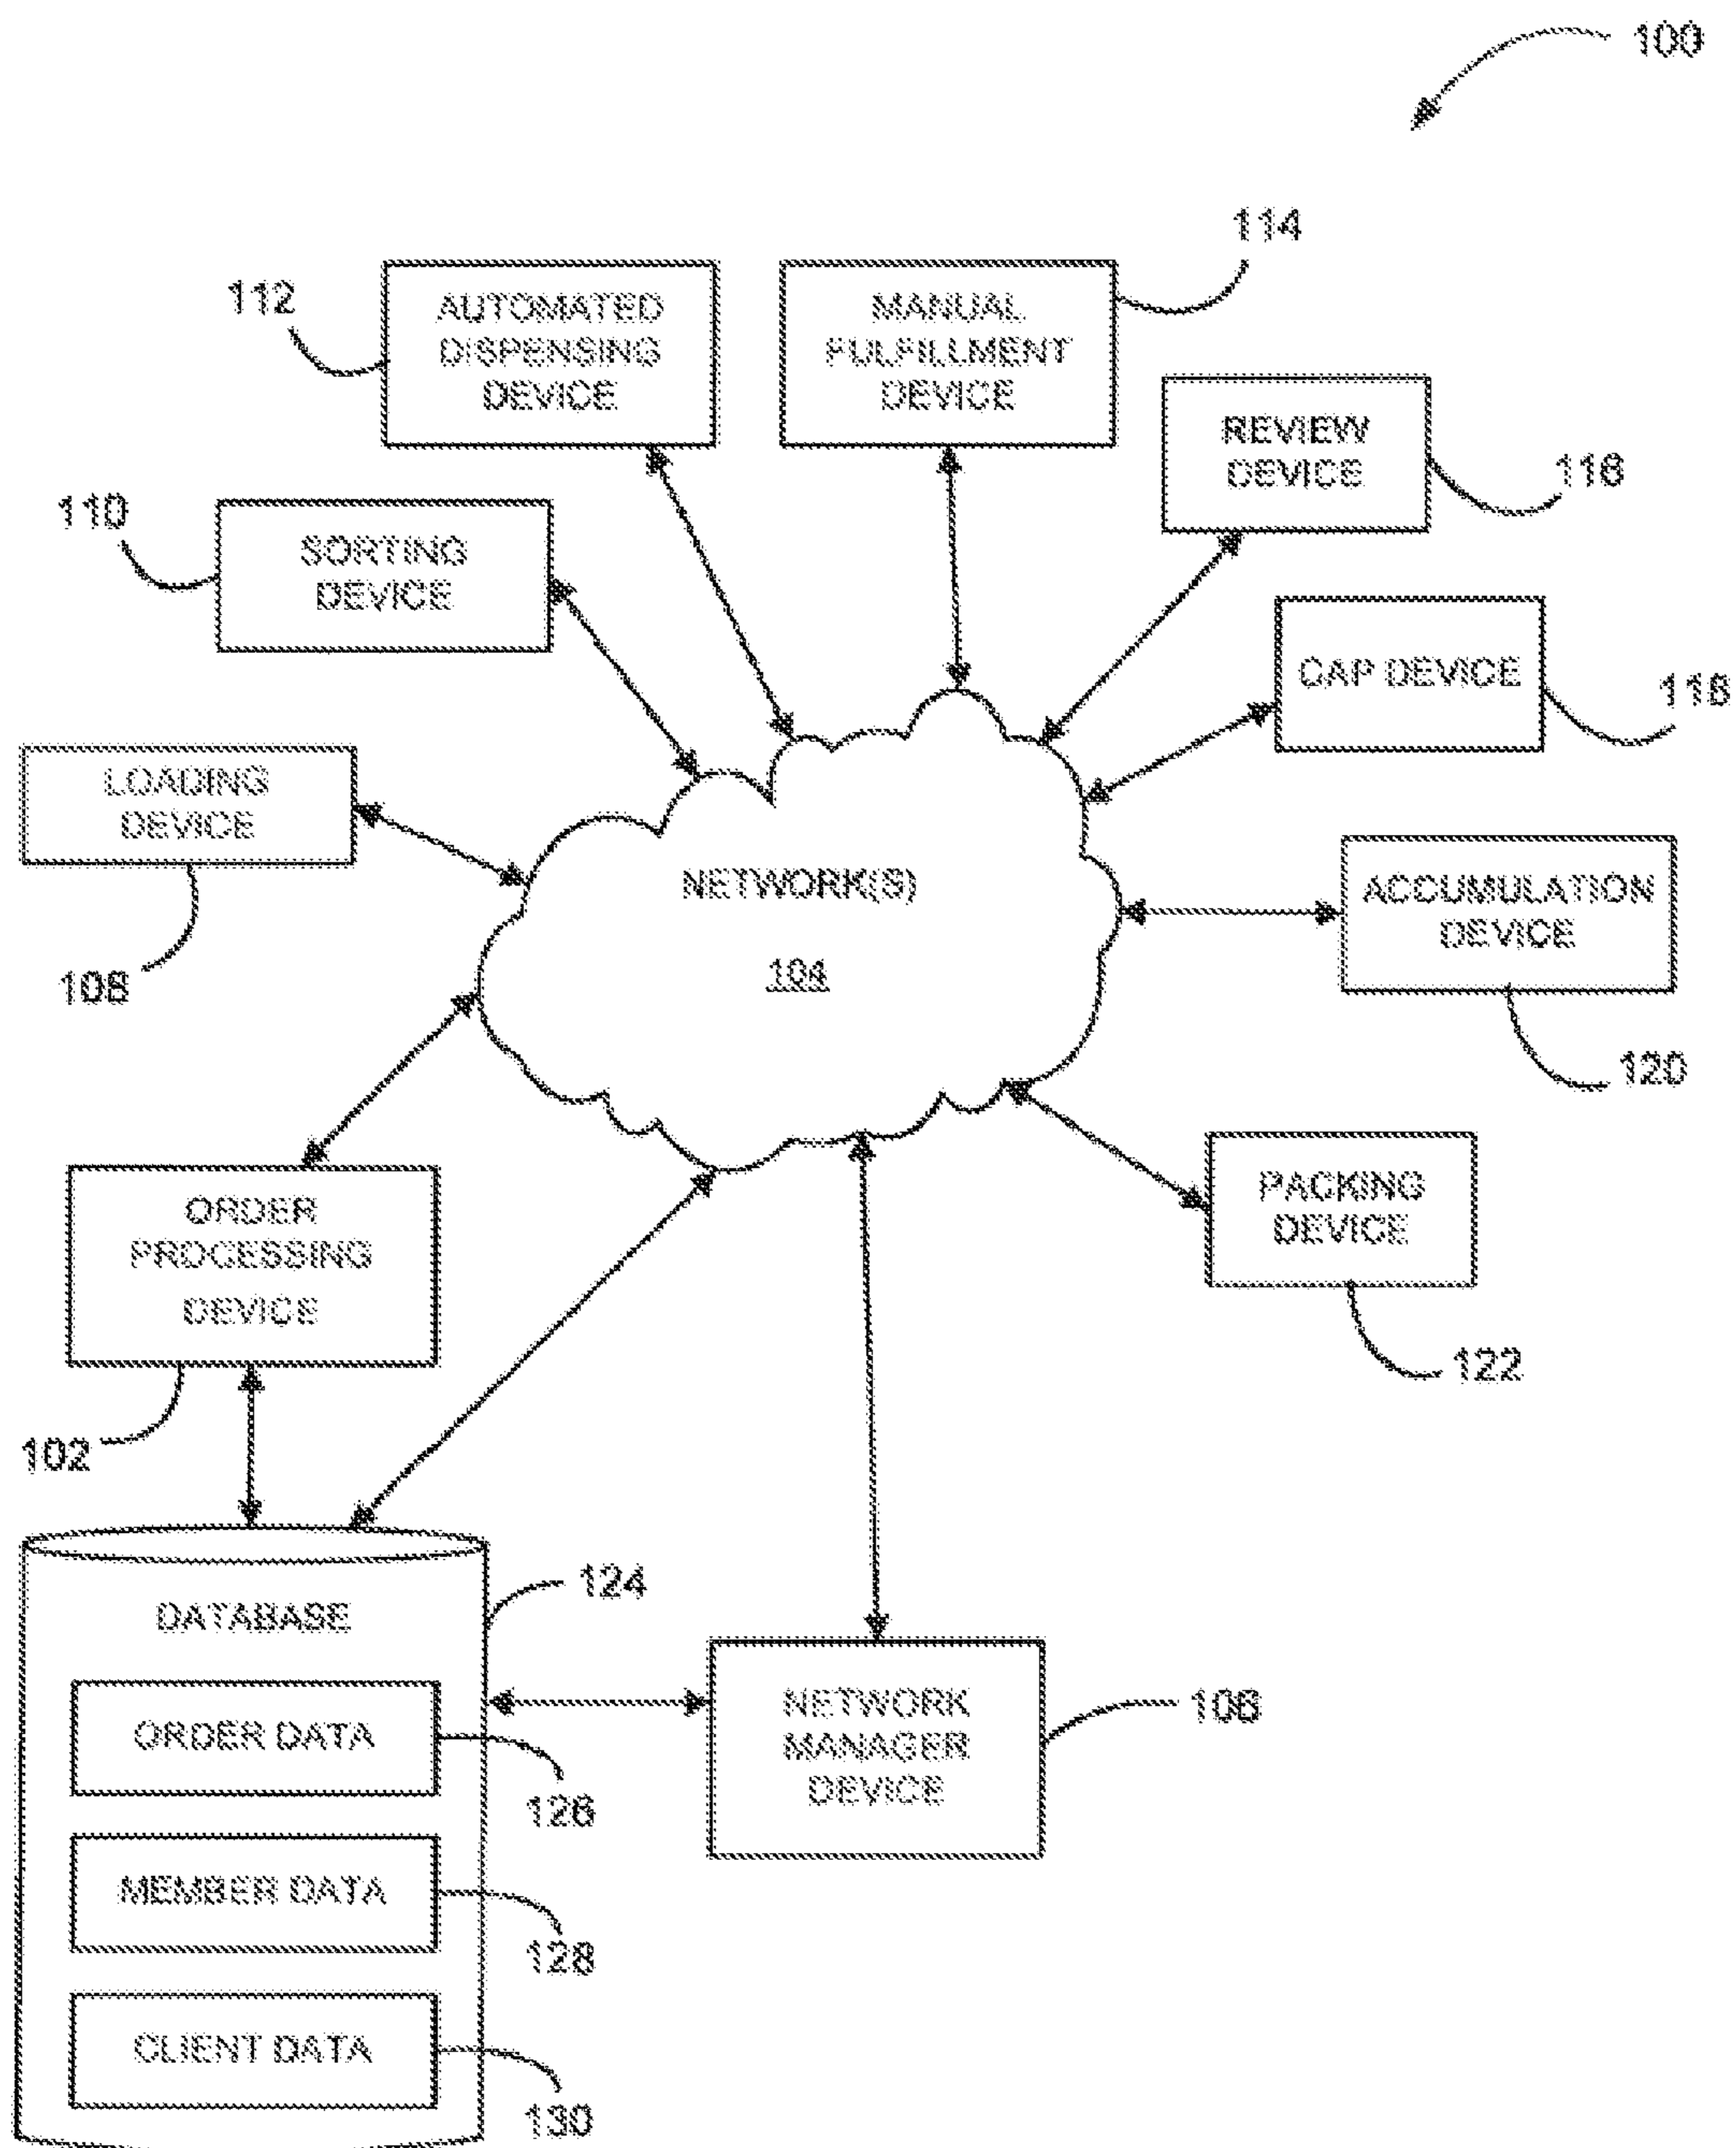 100
114
112
AUTOMATED
DISPENSING
DEVICE
MANUAL
FULFILLMENT
DEVICE
REVIEW
DEVICE
116
110
SORTING
DEVICE
CAP DEVICE
118
LOADING
DEVICE
108
NETWORK(S)
104
ACCUMULATION
DEVICE
120
ORDER
PROCESSING
DEVICE
102
PACKING
DEVICE
122
DATABASE
124
ORDER DATA
126
MEMBER DATA
128
CLIENT DATA
130
NETWORK
MANAGER
DEVICE
106